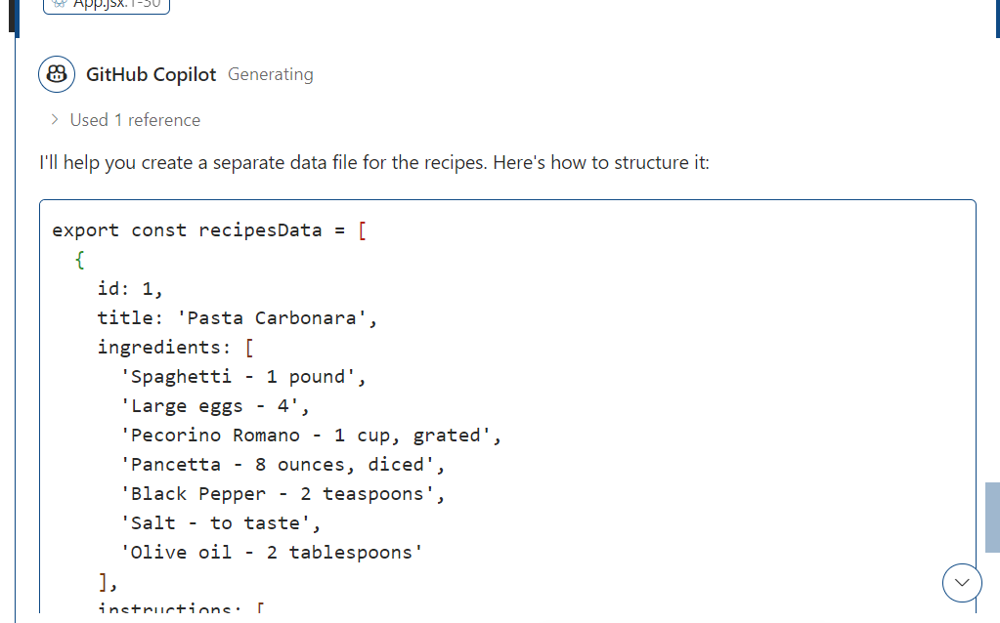 App.jsx:1-30
GitHub Copilot Generating
Used 1 reference
I'll help you create a separate data file for the recipes. Here's how to structure it:
export const recipesData = [
{
id: 1,
title: 'Pasta Carbonara',
ingredients: [
'Spaghetti - 1 pound',
'Large eggs - 4',
'Pecorino Romano - 1 cup, grated',
'Pancetta - 8 ounces, diced',
'Black Pepper - 2 teaspoons',
'Salt - to taste',
'Olive oil - 2 tablespoons'
],
instructions: [